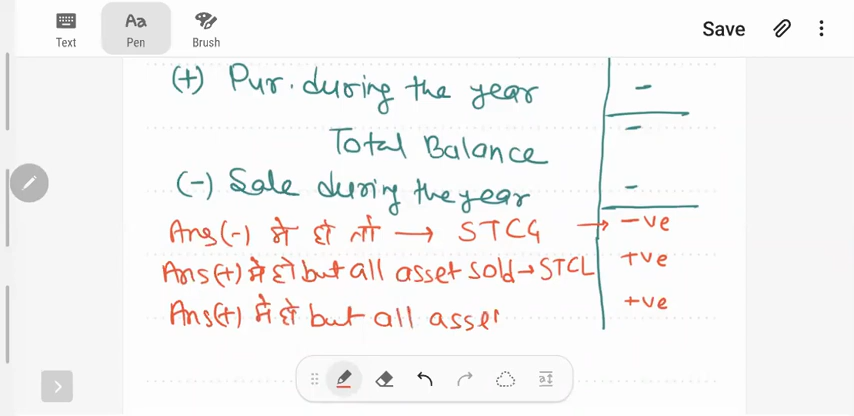 Text
Pen
Brush
Save
(+) Pur. during the year -
Total Balance -
(-) Sale during the year -
Ans(-) में हो तो → STCG → -ve
Ans(+) में हो but all asset sold → STCL +ve
Ans(+) में हो but all asset +ve